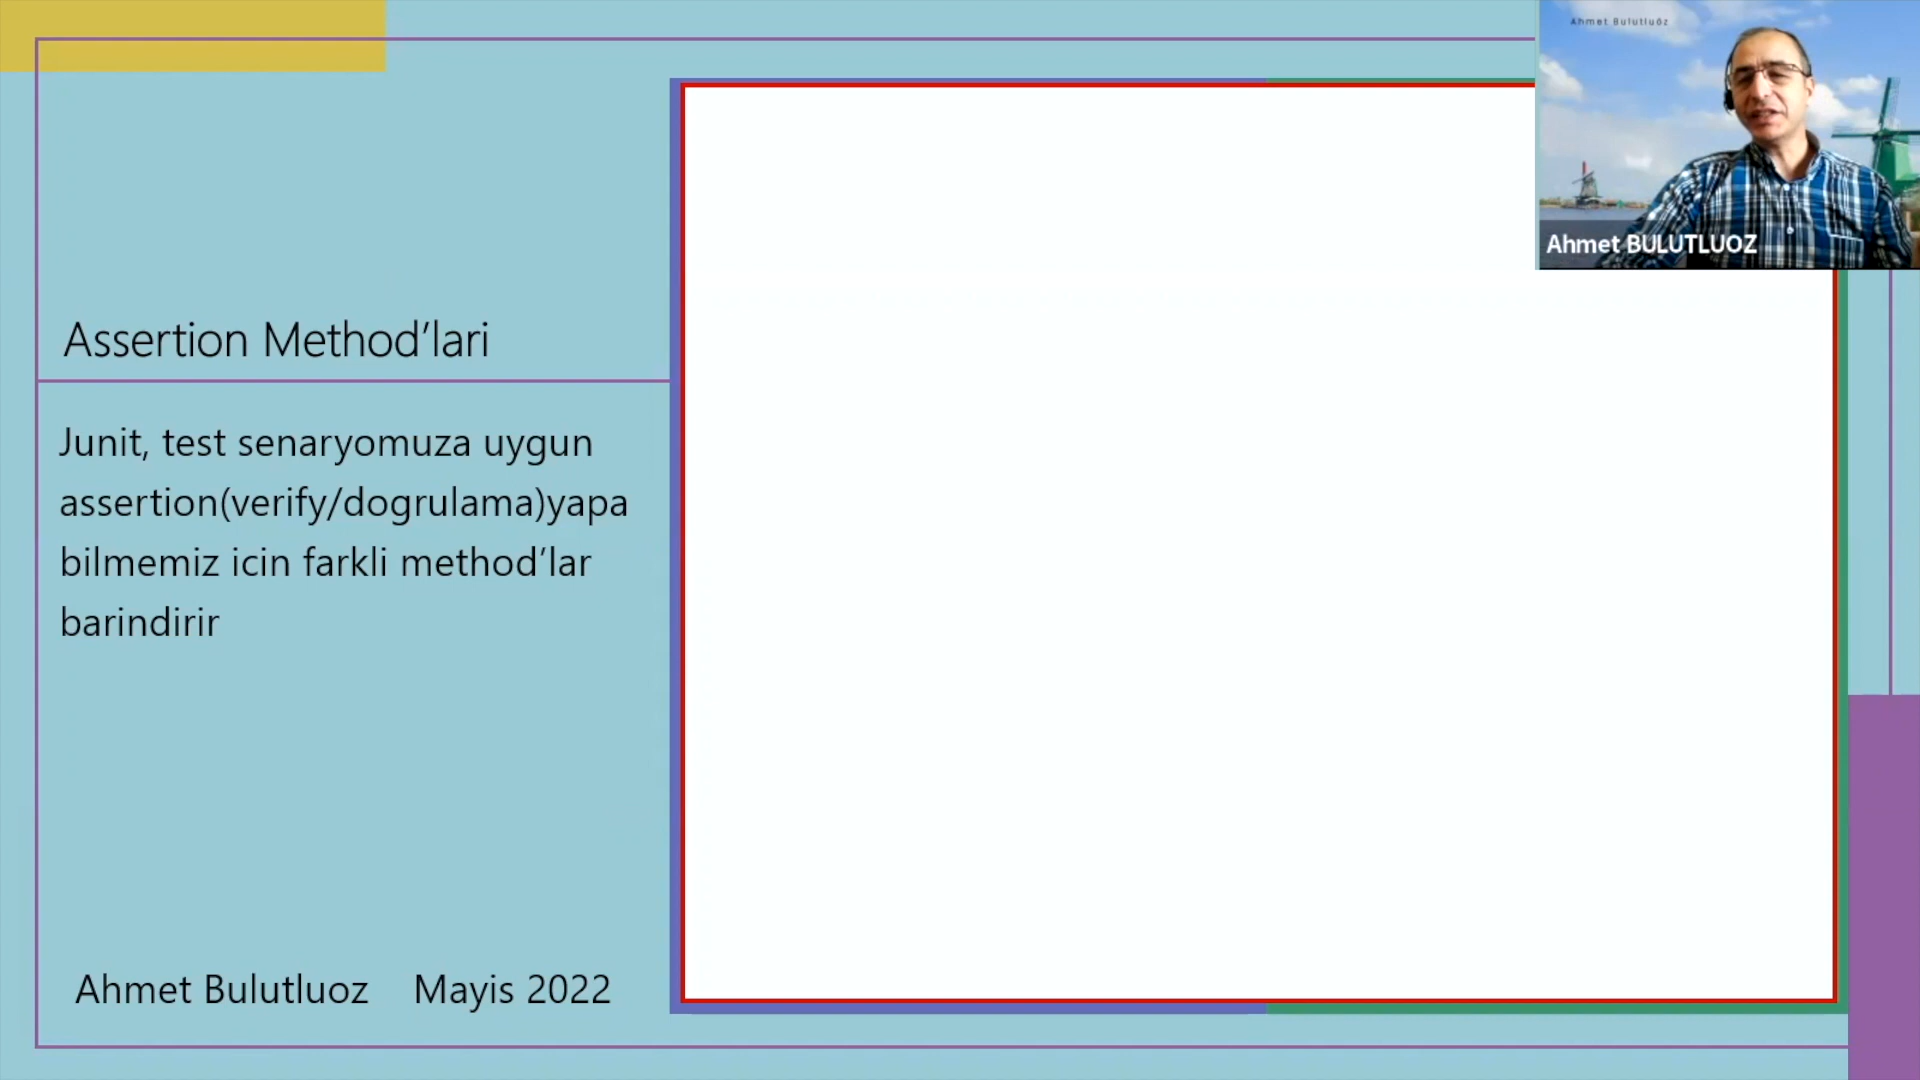 Ahmet Bulutluöz
Ahmet BULUTLUOZ
Assertion Method’lari
Junit, test senaryomuza uygun
assertion(verify/dogrulama)yapa
bilmemiz icin farkli method’lar
barindirir
Ahmet Bulutluoz Mayis 2022